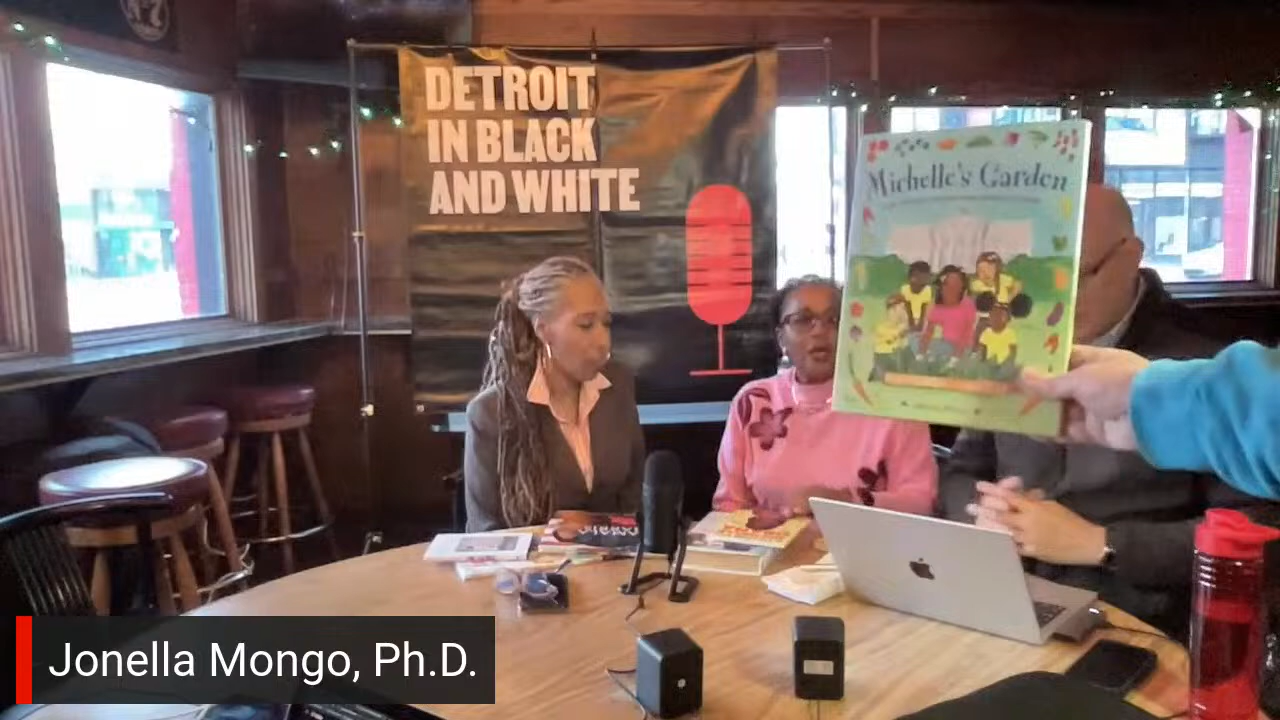 DETROIT
IN BLACK
AND WHITE
Michelle's Garden
Jonella Mongo, Ph.D.